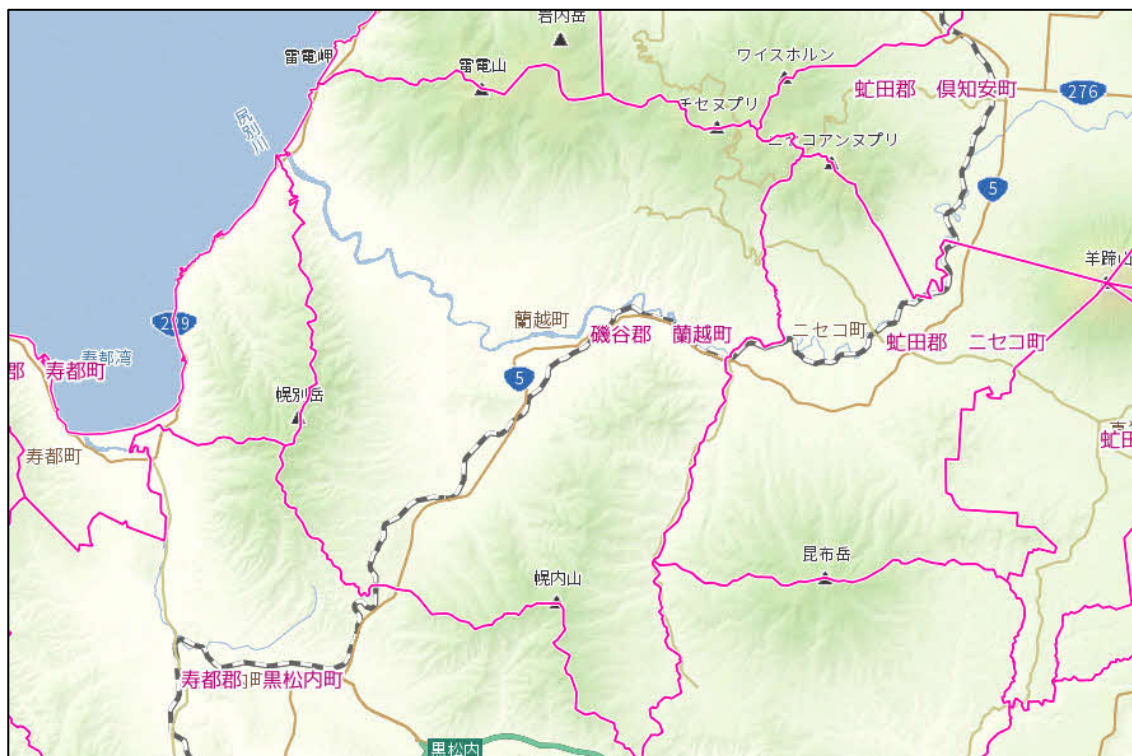 岩内岳
雷電岬
雷電山
ワイスホルン
虻田郡 倶知安町
276
チセヌプリ
尻別川
ニセコアンヌプリ
5
羊蹄山
229
蘭越町
磯谷郡 蘭越町
ニセコ町
虻田郡 ニセコ町
寿都湾
郡 寿都町
5
幌別岳
寿都町
虻田
昆布岳
幌内山
寿都郡 黒松内町
黒松内